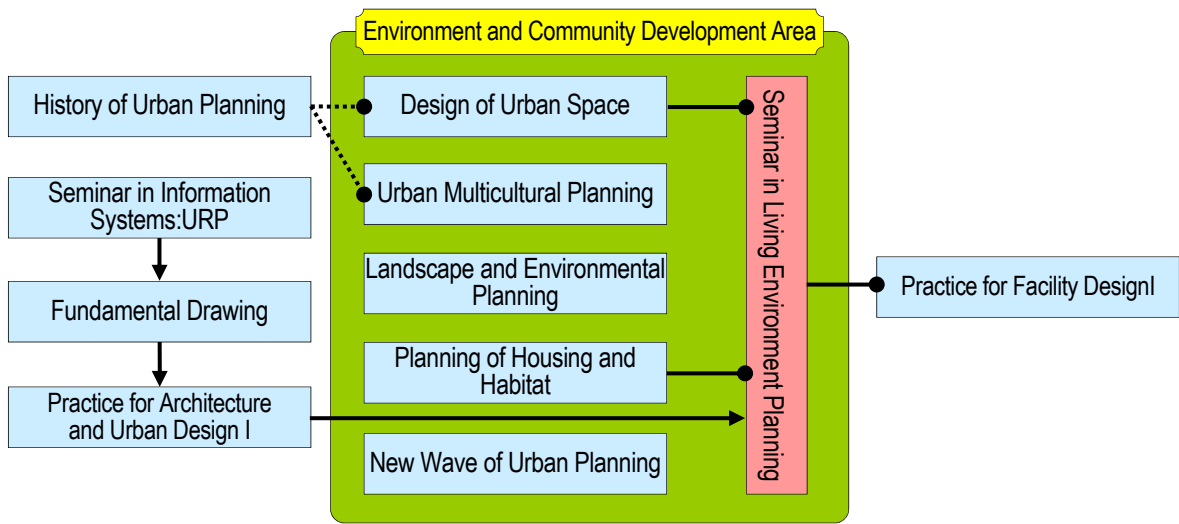 Environment and Community Development Area
History of Urban Planning
Design of Urban Space
Seminar in Information
Systems:URP
Urban Multicultural Planning
Fundamental Drawing
Landscape and Environmental
Planning
Practice for Architecture
and Urban Design I
Planning of Housing and
Habitat
New Wave of Urban Planning
Seminar in Living Environment Planning
Practice for Facility DesignI